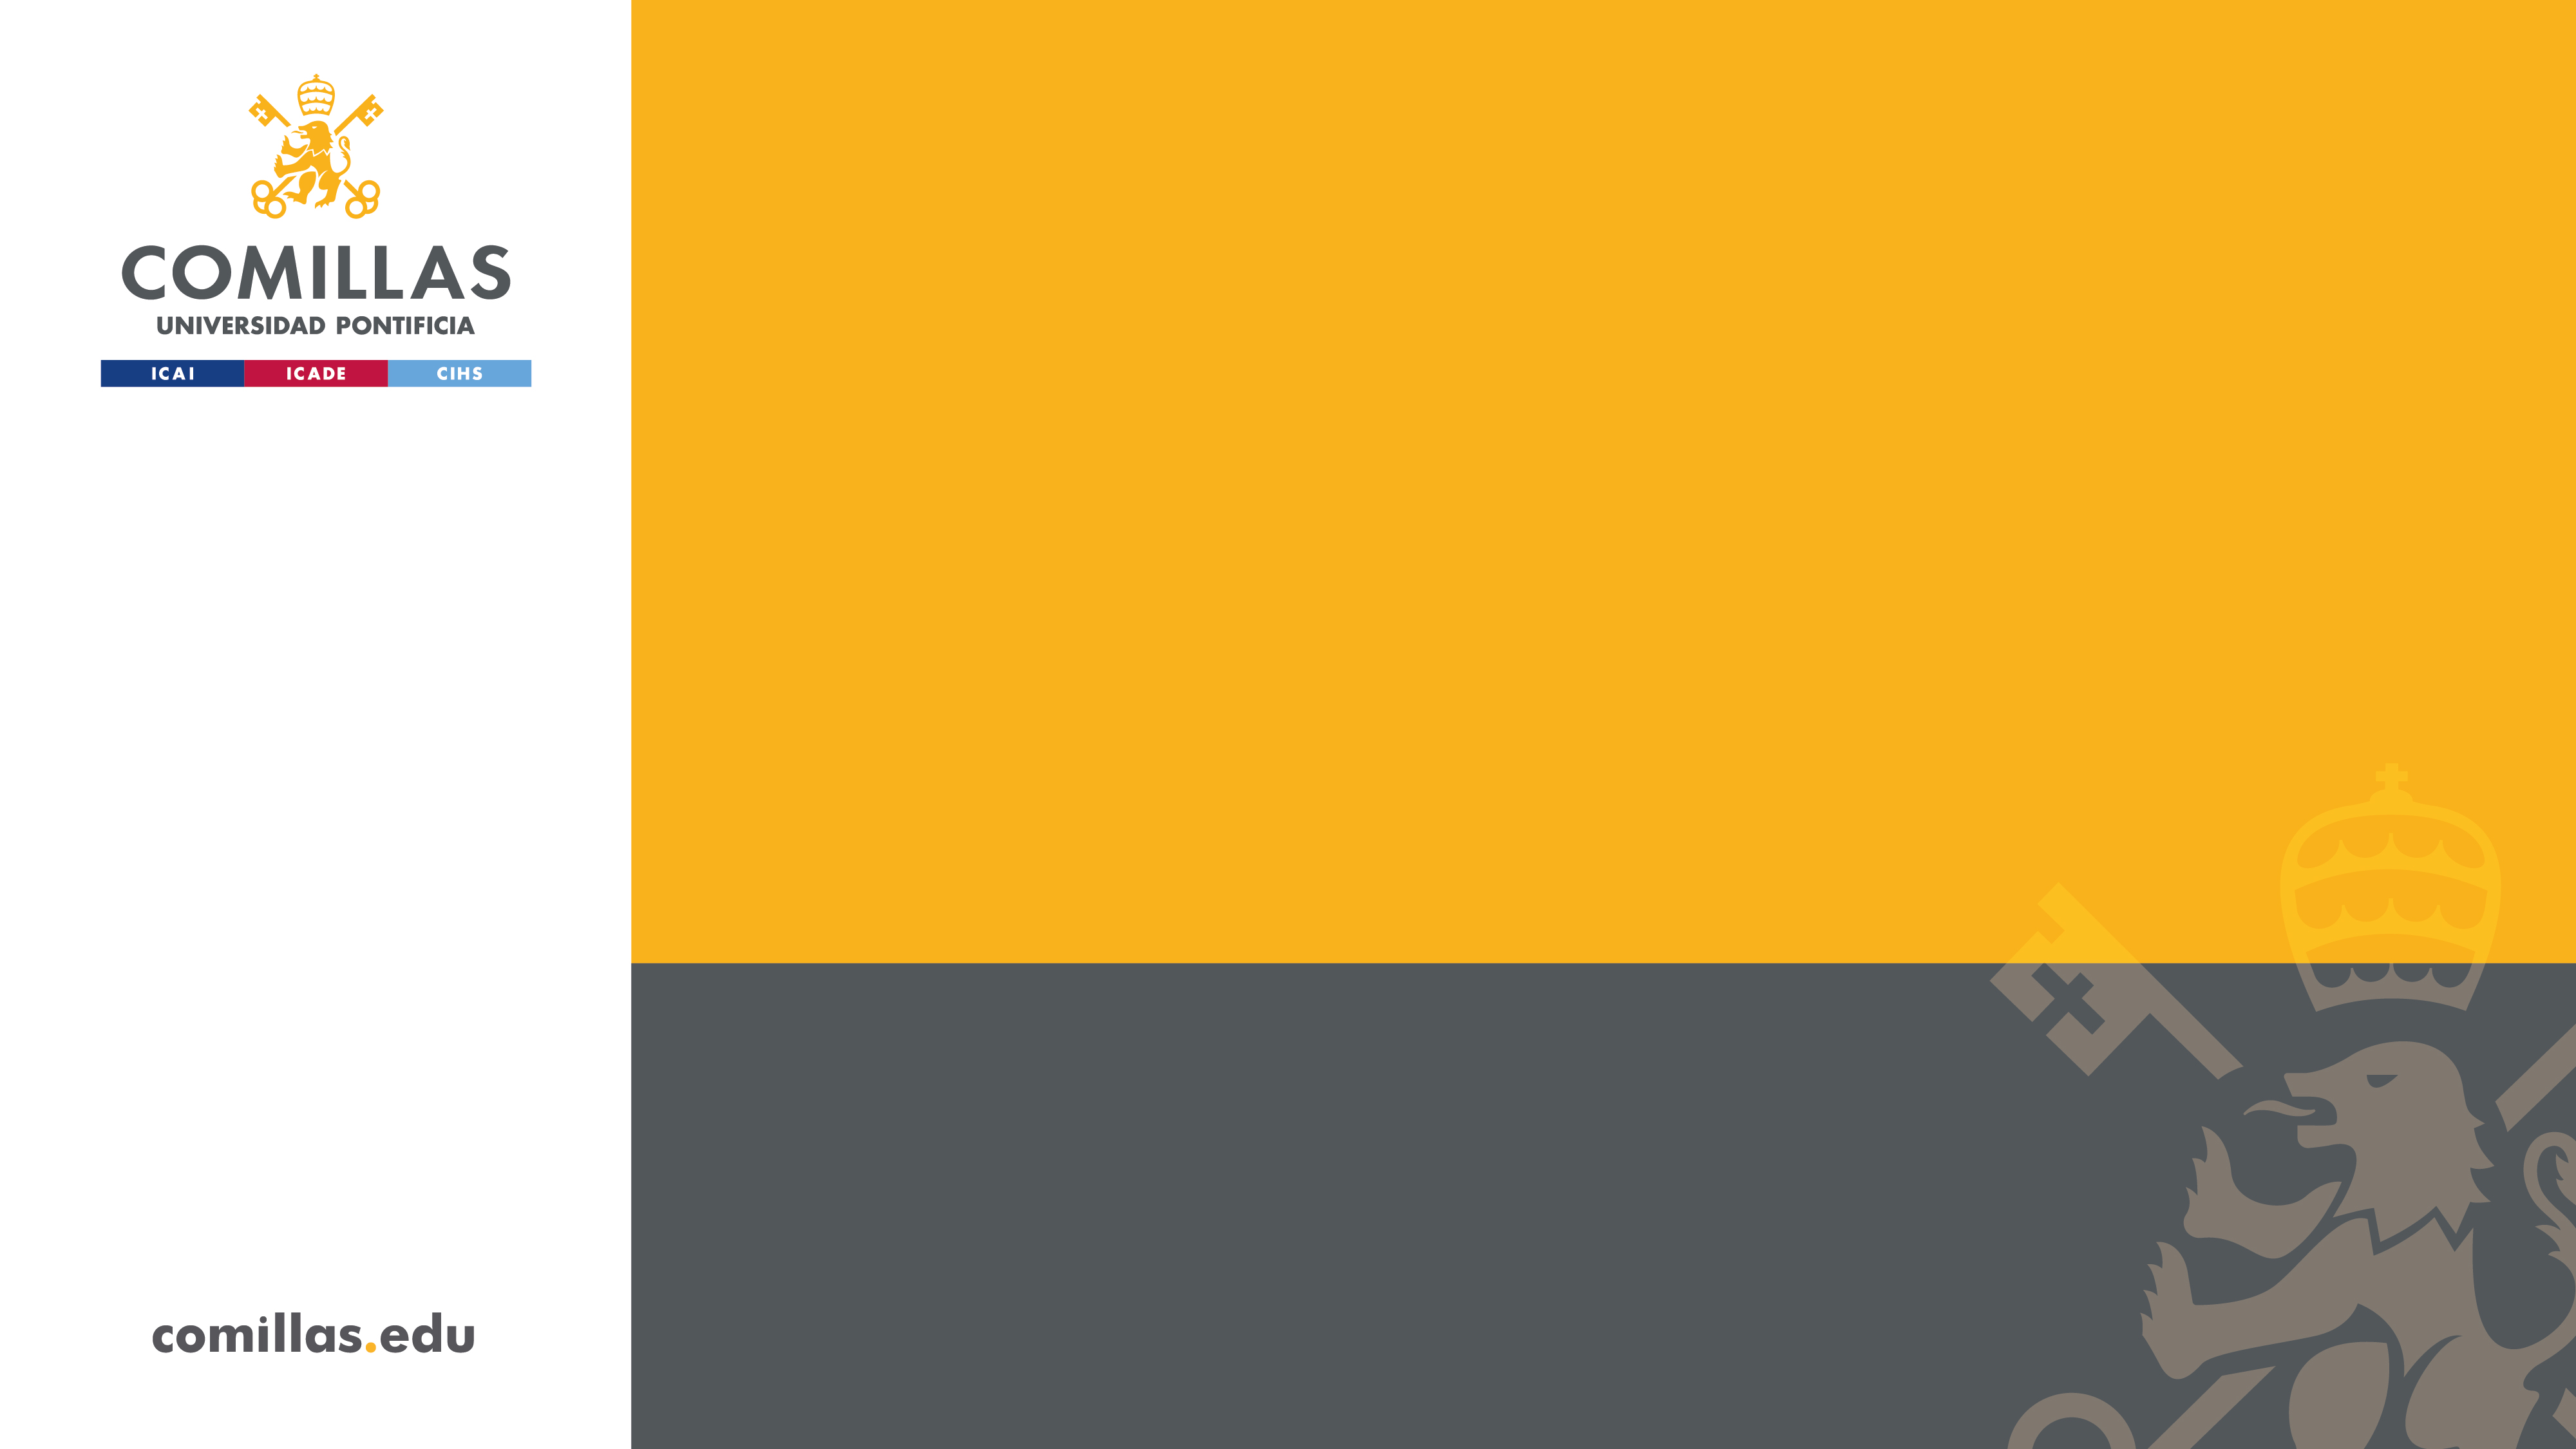 COMILLAS
UNIVERSIDAD PONTIFICIA
ICAI ICADE CIHS
comillas.edu